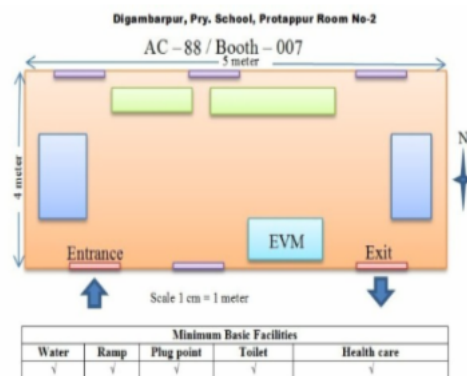 Digambarpur, Pry. School, Protappur Room No-2
AC – 88 / Booth – 007
5 meter
4 meter
N
EVM
Entrance
Exit
Scale 1 cm = 1 meter
Minimum Basic Facilities
Water Ramp Plug point Toilet Health care
√ √ √ √ √